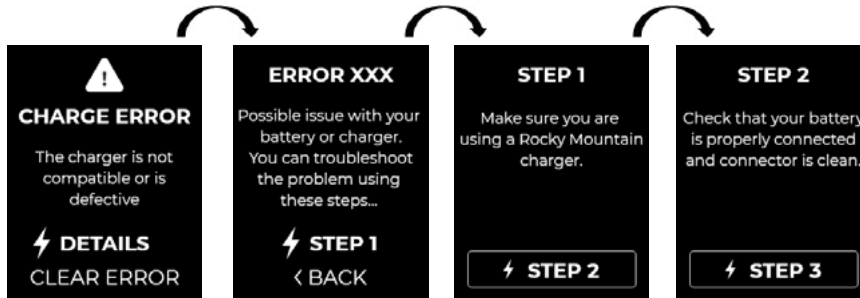 CHARGE ERROR
The charger is not
compatible or is
defective
DETAILS
CLEAR ERROR
ERROR XXX
Possible issue with your
battery or charger.
You can troubleshoot
the problem using
these steps...
STEP 1
< BACK
STEP 1
Make sure you are
using a Rocky Mountain
charger.
STEP 2
STEP 2
Check that your battery
is properly connected
and connector is clean.
STEP 3